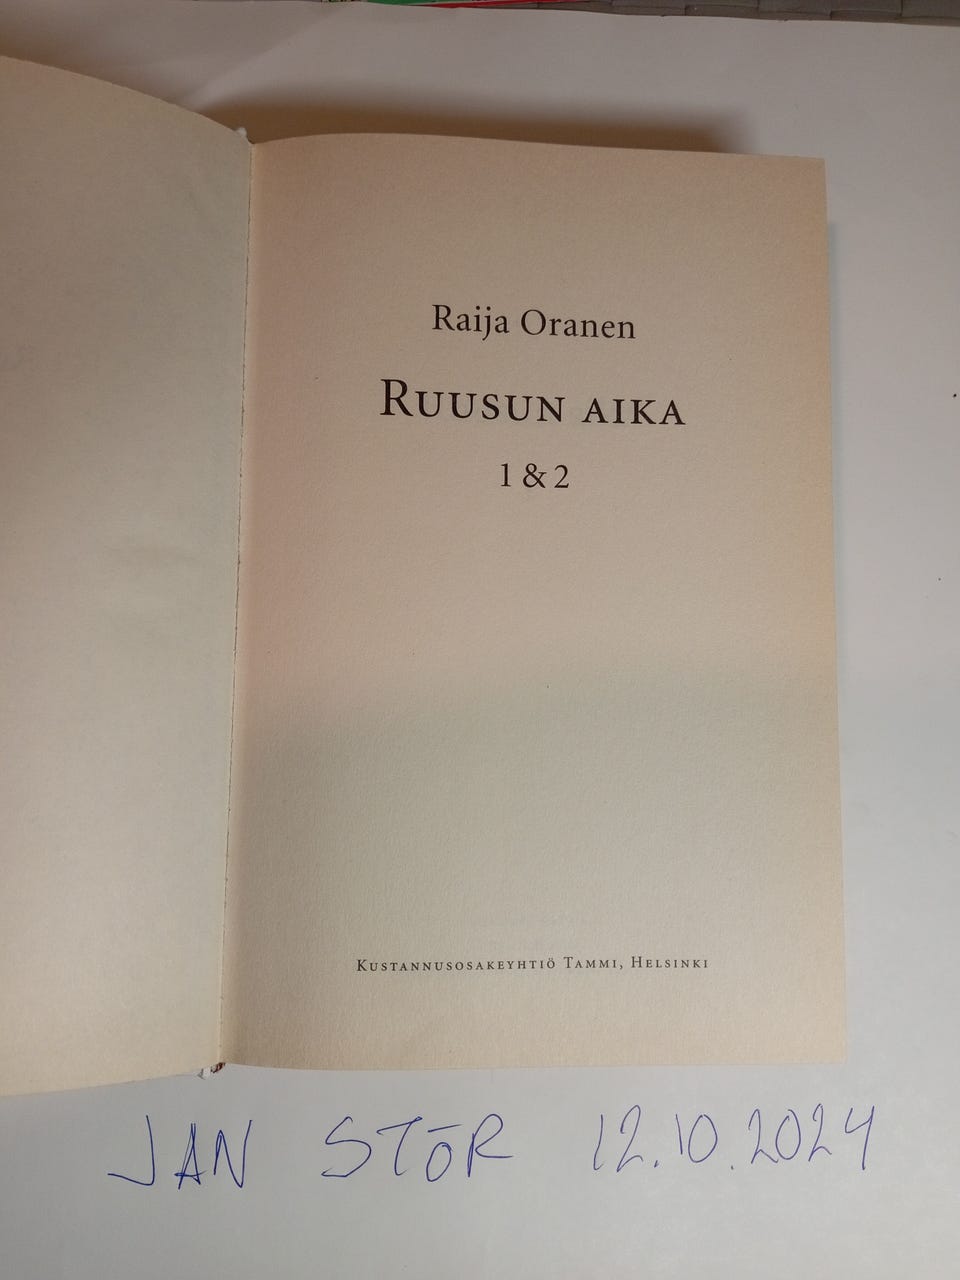 Raija Oranen
RUUSUN AIKA
1 & 2
KUSTANNUSOSAKEYHTIÖ TAMMI, HELSINKI
JAN STŌR 12.10.2024